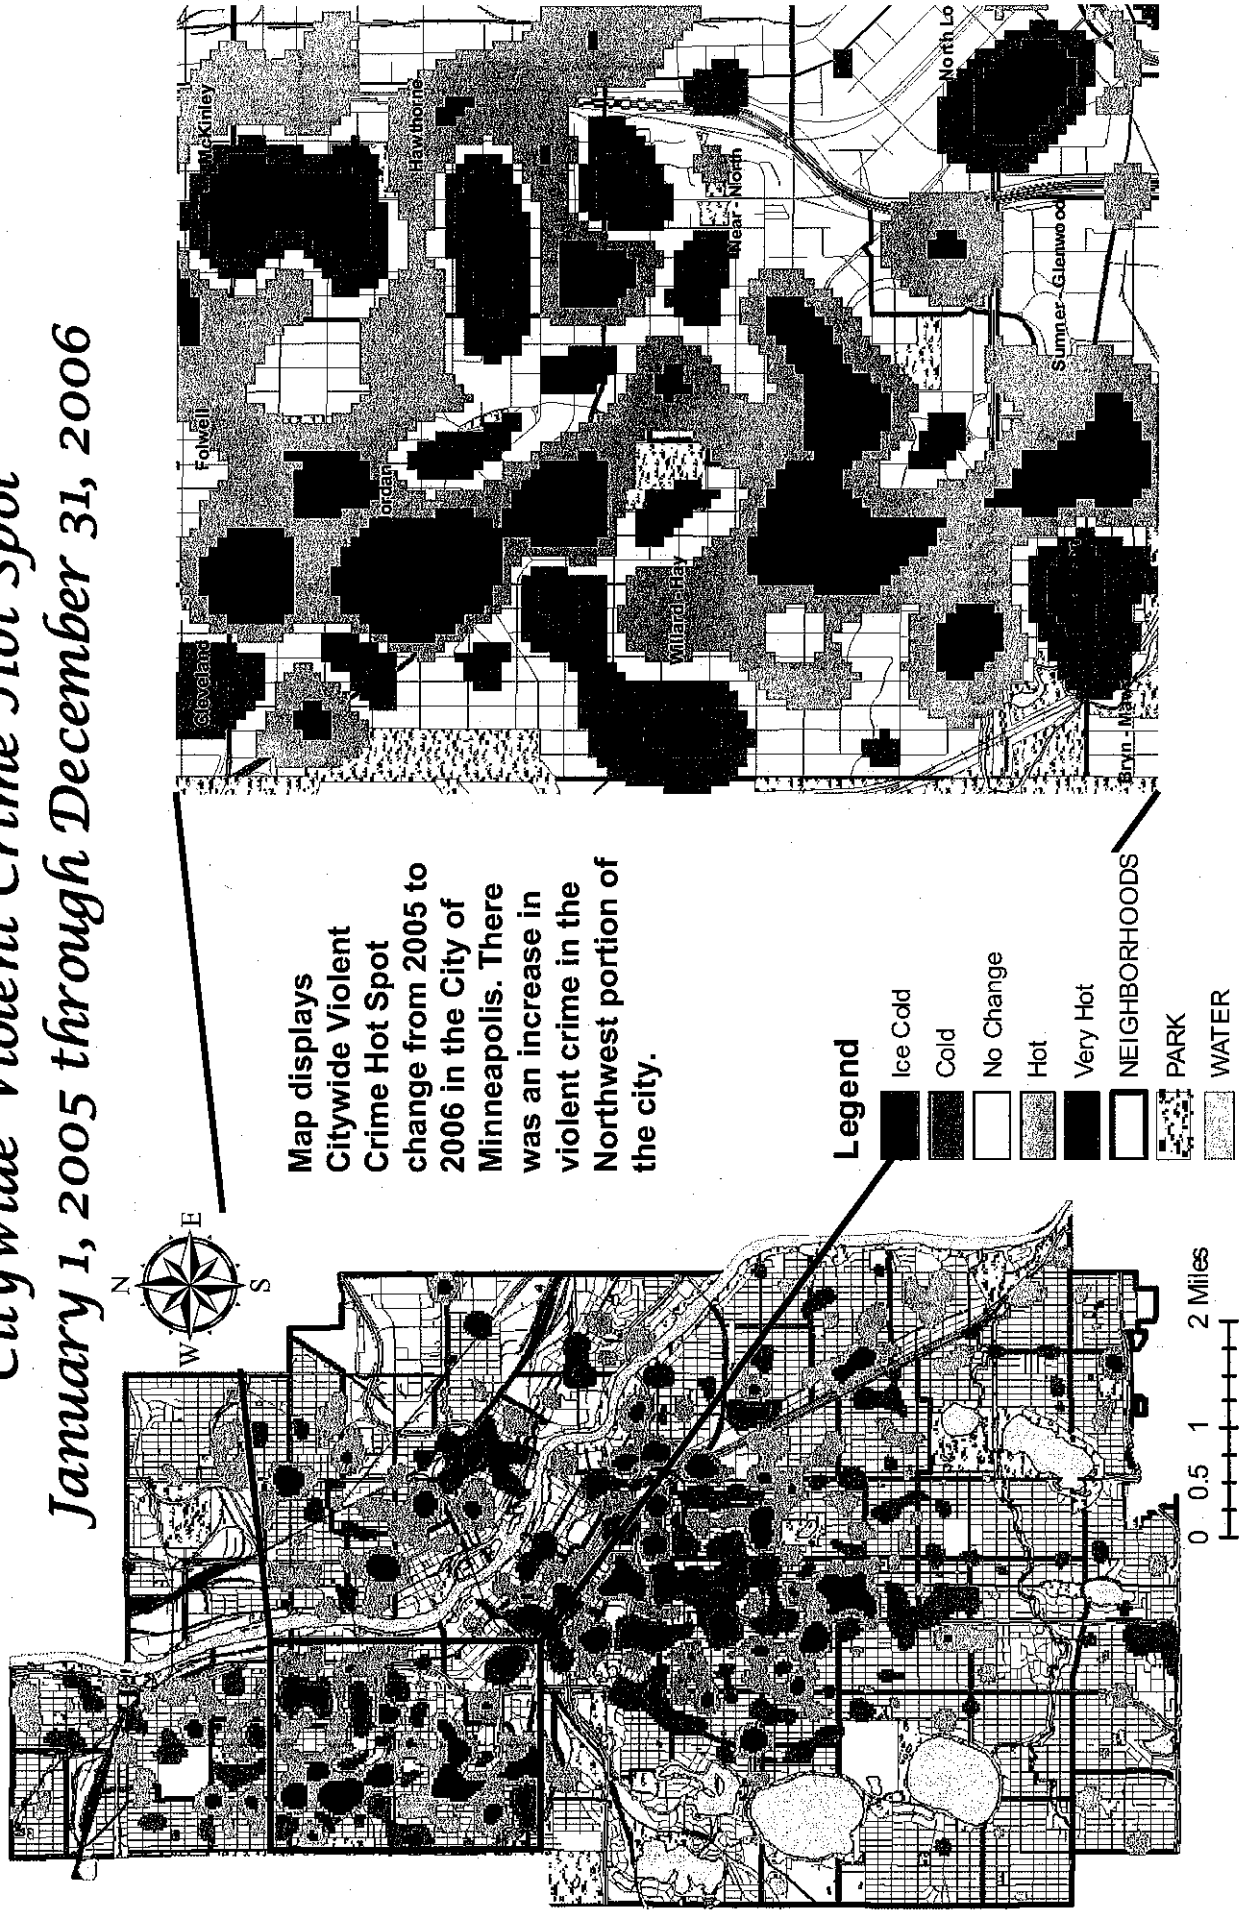 Citywide Violent Crime Hot Spot
January 1, 2005 through December 31, 2006
N
W
E
S
Map displays
Citywide Violent
Crime Hot Spot
change from 2005 to
2006 in the City of
Minneapolis. There
was an increase in
violent crime in the
Northwest portion of
the city.
Legend
Ice Cold
Cold
No Change
Hot
Very Hot
NEIGHBORHOODS
PARK
WATER
0 0.5 1 2 Miles
Cleveland
Folwell
McKinley
Jordan
Hawthorne
Willard - Hay
Near - North
Sumner - Glenwood
North Lo
Bryn - Maw